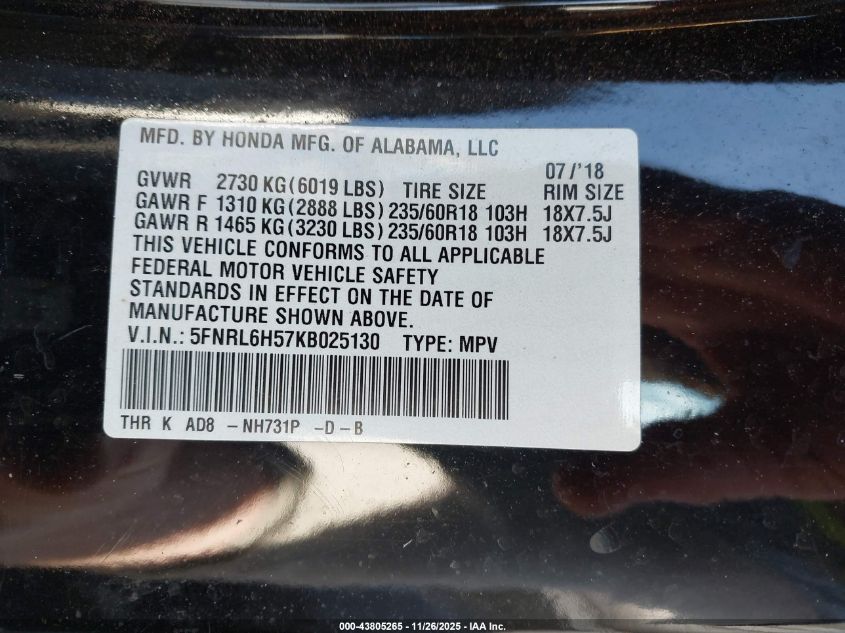 MFD. BY HONDA MFG. OF ALABAMA, LLC
07/'18
GVWR 2730 KG(6019 LBS) TIRE SIZE RIM SIZE
GAWR F 1310 KG(2888 LBS) 235/60R18 103H 18X7.5J
GAWR R 1465 KG(3230 LBS) 235/60R18 103H 18X7.5J
THIS VEHICLE CONFORMS TO ALL APPLICABLE
FEDERAL MOTOR VEHICLE SAFETY
STANDARDS IN EFFECT ON THE DATE OF
MANUFACTURE SHOWN ABOVE.
V.I.N.: 5FNRL6H57KB025130 TYPE: MPV
THR K AD8 -NH731P -D-B
000-43805265 - 11/26/2025 - IAA Inc.